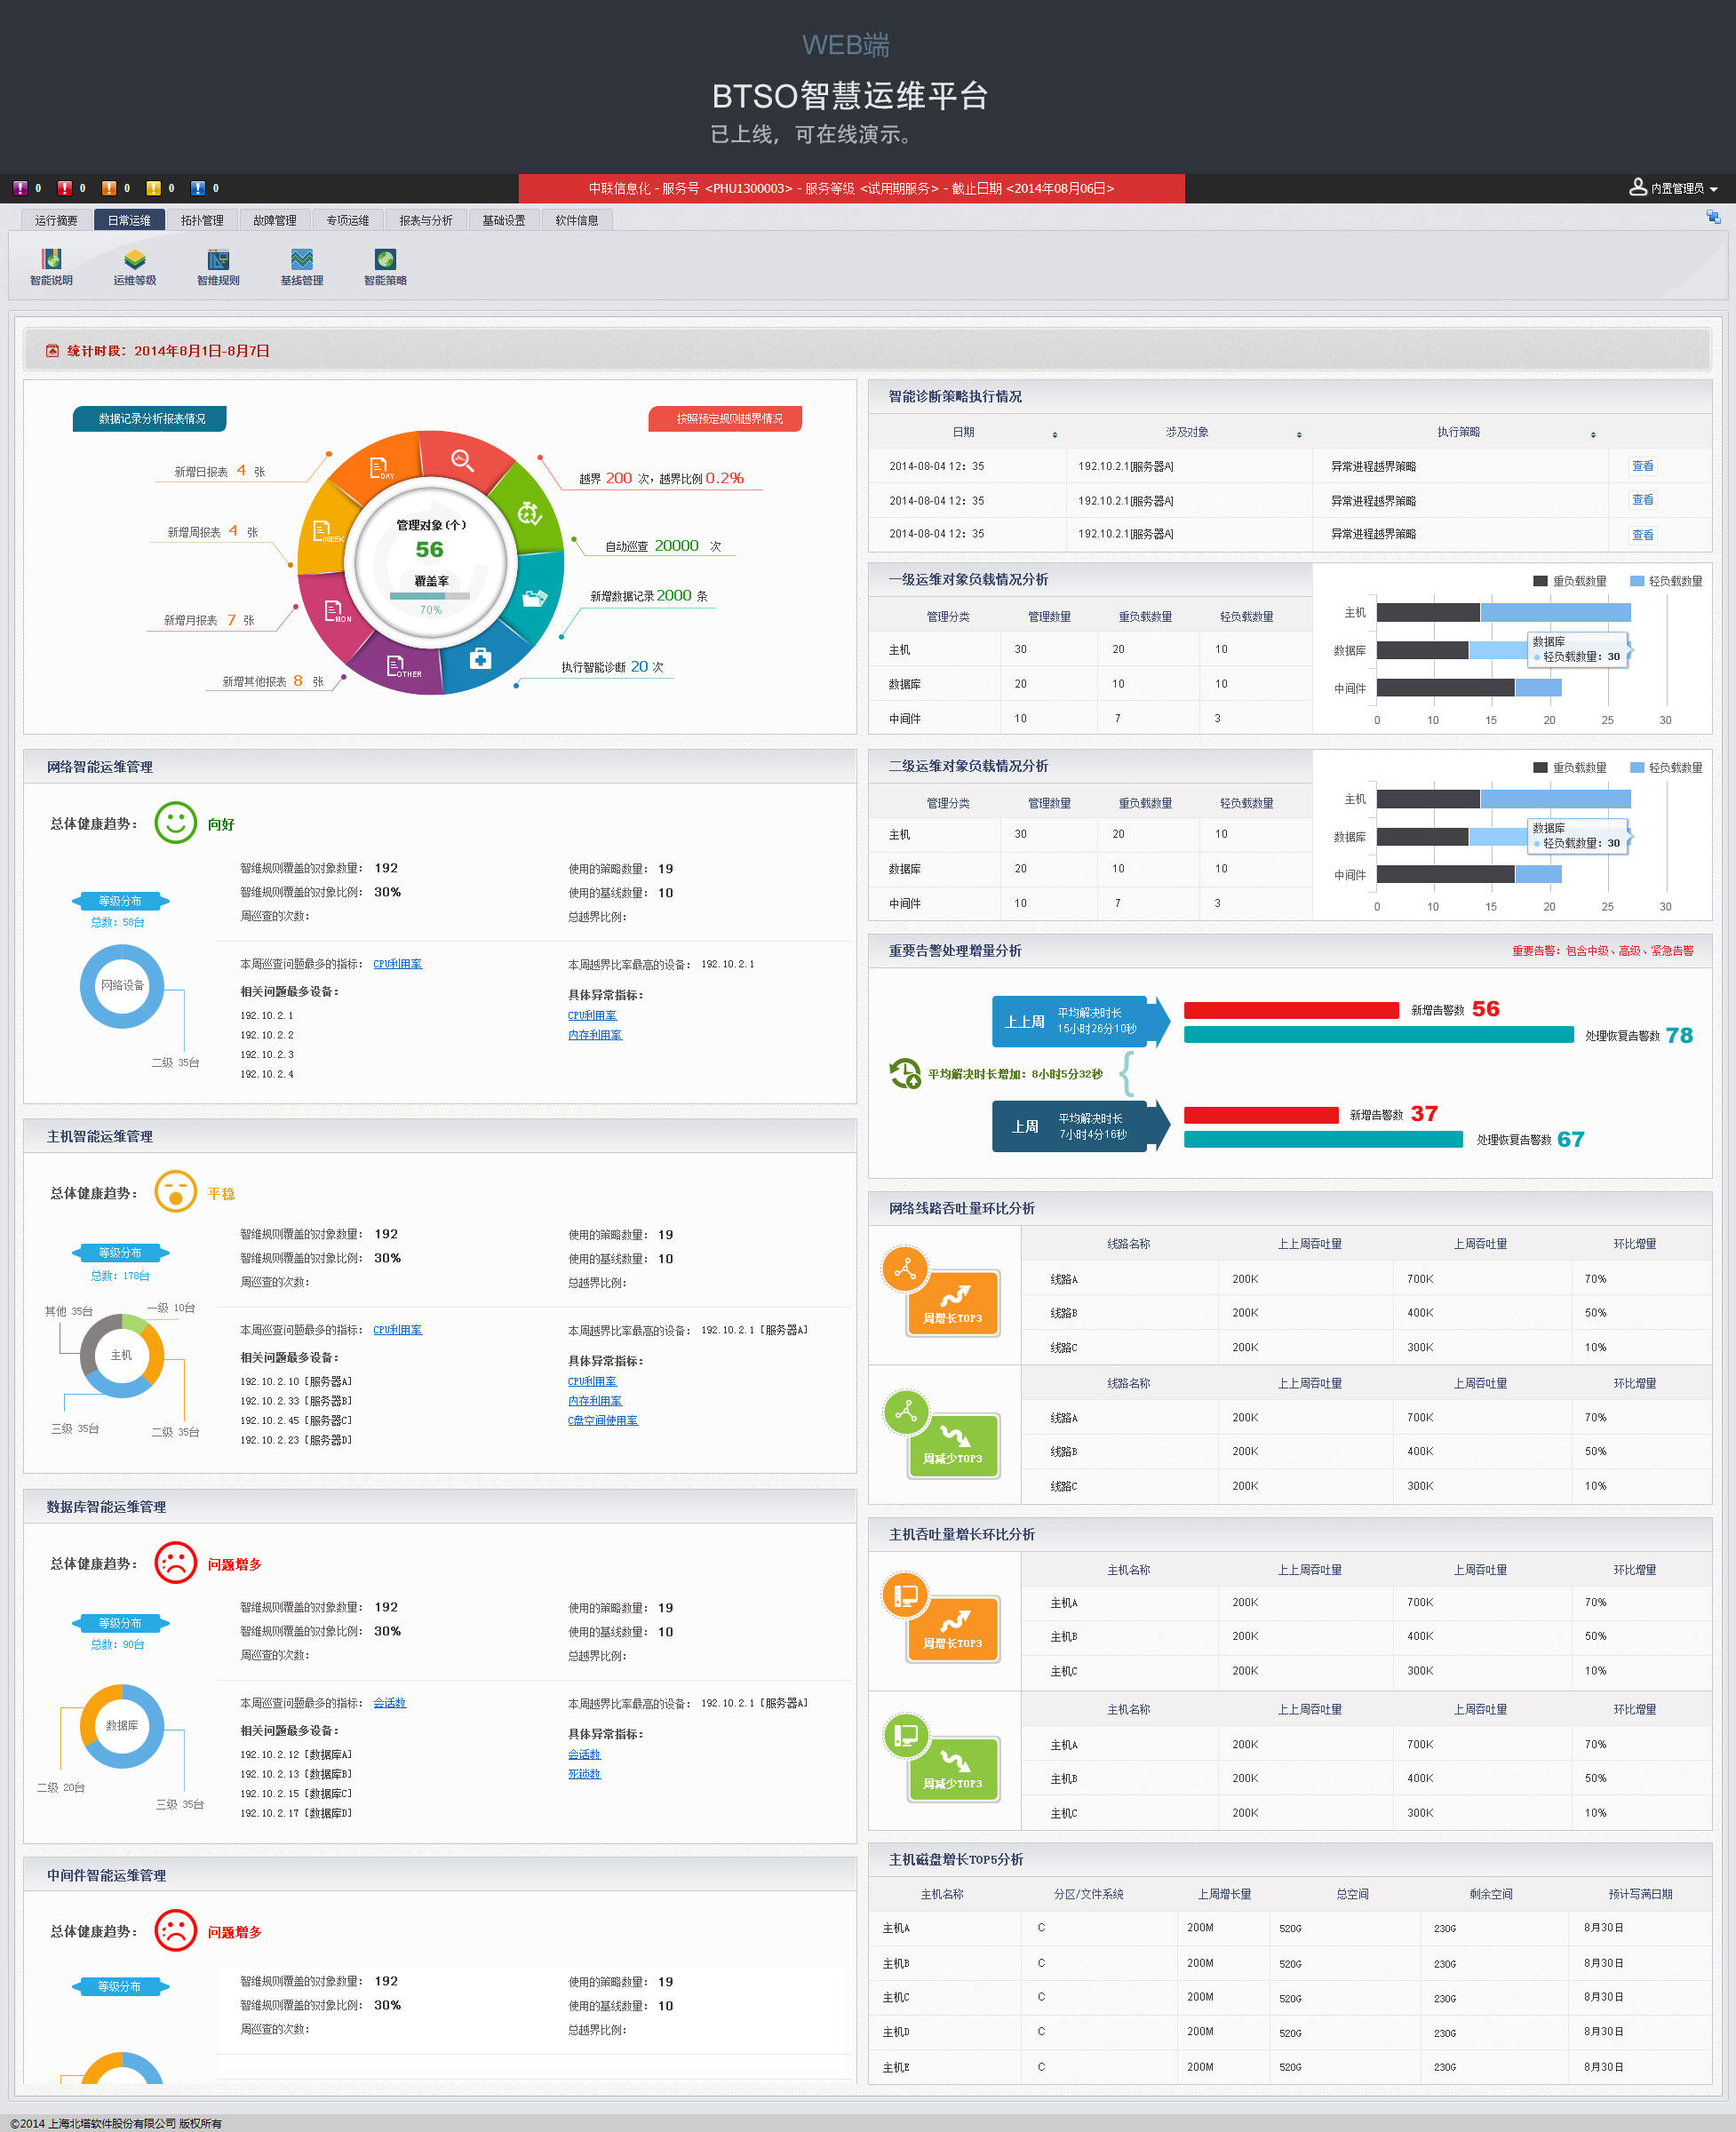 WEB端
BTSO智慧运维平台
已上线，可在线演示。
0 0 0 0 0
中联信息化 - 服务号 <PHU1300003> - 服务等级 <试用期服务> - 截止日期 <2014年08月06日>
内置管理员
运行摘要 日常运维 拓扑管理 故障管理 专项运维 报表与分析 基础设置 软件信息
智能说明 运维等级 智维规则 基线管理 智能策略
统计时段：2014年8月1日-8月7日
数据记录分析报表情况
按照预定规则越界情况
新增日报表 4 张
新增周报表 4 张
新增月报表 7 张
新增其他报表 8 张
DAY
WEEK
MON
OTHER
管理对象(个)
56
覆盖率
70%
越界 200 次，越界比例 0.2%
自动巡查 20000 次
新增数据记录 2000 条
执行智能诊断 20 次
智能诊断策略执行情况
日期 涉及对象 执行策略
2014-08-04 12：35 192.10.2.1[服务器A] 异常进程越界策略 查看
2014-08-04 12：35 192.10.2.1[服务器A] 异常进程越界策略 查看
2014-08-04 12：35 192.10.2.1[服务器A] 异常进程越界策略 查看
一级运维对象负载情况分析
管理分类 管理数量 重负载数量 轻负载数量
主机 30 20 10
数据库 20 10 10
中间件 10 7 3
重负载数量 轻负载数量
主机
数据库
中间件
数据库
轻负载数量：30
0 10 15 20 25 30
二级运维对象负载情况分析
管理分类 管理数量 重负载数量 轻负载数量
主机 30 20 10
数据库 20 10 10
中间件 10 7 3
重负载数量 轻负载数量
主机
数据库
中间件
数据库
轻负载数量：30
0 10 15 20 25 30
网络智能运维管理
总体健康趋势： 向好
等级分布
总数：58台
网络设备
二级 35台
智维规则覆盖的对象数量： 192
智维规则覆盖的对象比例： 30%
周巡查的次数：
使用的策略数量： 19
使用的基线数量： 10
总越界比例：
本周巡查问题最多的指标： CPU利用率
相关问题最多设备：
192.10.2.1
192.10.2.2
192.10.2.3
192.10.2.4
本周越界比率最高的设备： 192.10.2.1
具体异常指标：
CPU利用率
内存利用率
重要告警处理增量分析
重要告警：包含中级、高级、紧急告警
上上周 平均解决时长
15小时26分10秒
新增告警数 56
处理恢复告警数 78
平均解决时长增加：8小时5分32秒
上周 平均解决时长
7小时4分16秒
新增告警数 37
处理恢复告警数 67
主机智能运维管理
总体健康趋势： 平稳
等级分布
总数：178台
其他 35台
一级 10台
主机
三级 35台
二级 35台
智维规则覆盖的对象数量： 192
智维规则覆盖的对象比例： 30%
周巡查的次数：
使用的策略数量： 19
使用的基线数量： 10
总越界比例：
本周巡查问题最多的指标： CPU利用率
相关问题最多设备：
192.10.2.10 [服务器A]
192.10.2.33 [服务器B]
192.10.2.45 [服务器C]
192.10.2.23 [服务器D]
本周越界比率最高的设备： 192.10.2.1 [服务器A]
具体异常指标：
CPU利用率
内存利用率
C盘空间使用率
网络线路吞吐量环比分析
周增长TOP3
线路名称 上上周吞吐量 上周吞吐量 环比增量
线路A 200K 700K 70%
线路B 200K 400K 50%
线路C 200K 300K 10%
周减少TOP3
线路名称 上上周吞吐量 上周吞吐量 环比增量
线路A 200K 700K 70%
线路B 200K 400K 50%
线路C 200K 300K 10%
数据库智能运维管理
总体健康趋势： 问题增多
等级分布
总数：90台
数据库
二级 20台
三级 35台
智维规则覆盖的对象数量： 192
智维规则覆盖的对象比例： 30%
周巡查的次数：
使用的策略数量： 19
使用的基线数量： 10
总越界比例：
本周巡查问题最多的指标： 会话数
相关问题最多设备：
192.10.2.12 [数据库A]
192.10.2.13 [数据库B]
192.10.2.15 [数据库C]
192.10.2.17 [数据库D]
本周越界比率最高的设备： 192.10.2.1 [服务器A]
具体异常指标：
会话数
死锁数
主机吞吐量增长环比分析
周增长TOP3
主机名称 上上周吞吐量 上周吞吐量 环比增量
主机A 200K 700K 70%
主机B 200K 400K 50%
主机C 200K 300K 10%
周减少TOP3
主机名称 上上周吞吐量 上周吞吐量 环比增量
主机A 200K 700K 70%
主机B 200K 400K 50%
主机C 200K 300K 10%
中间件智能运维管理
总体健康趋势： 问题增多
等级分布
智维规则覆盖的对象数量： 192
智维规则覆盖的对象比例： 30%
周巡查的次数：
使用的策略数量： 19
使用的基线数量： 10
总越界比例：
主机磁盘增长TOP5分析
主机名称 分区/文件系统 上周增长量 总空间 剩余空间 预计写满日期
主机A C 200M 520G 230G 8月30日
主机B C 200M 520G 230G 8月30日
主机C C 200M 520G 230G 8月30日
主机D C 200M 520G 230G 8月30日
主机E C 200M 520G 230G 8月30日
©2014 上海北塔软件股份有限公司 版权所有